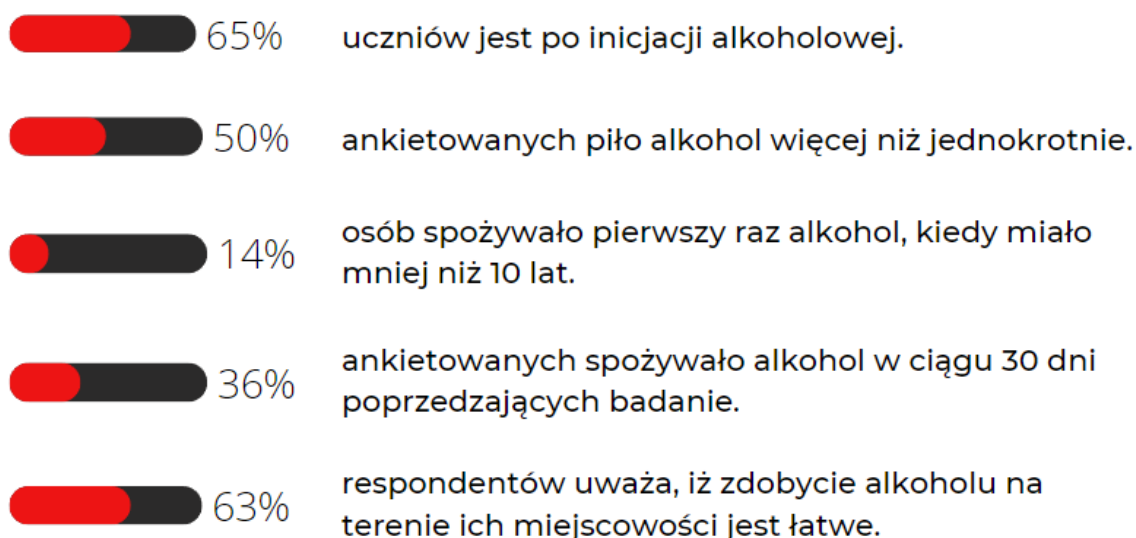 65% uczniów jest po inicjacji alkoholowej.
50% ankietowanych piło alkohol więcej niż jednokrotnie.
14% osób spożywało pierwszy raz alkohol, kiedy miało
mniej niż 10 lat.
36% ankietowanych spożywało alkohol w ciągu 30 dni
poprzedzających badanie.
63% respondentów uważa, iż zdobycie alkoholu na
terenie ich miejscowości jest łatwe.